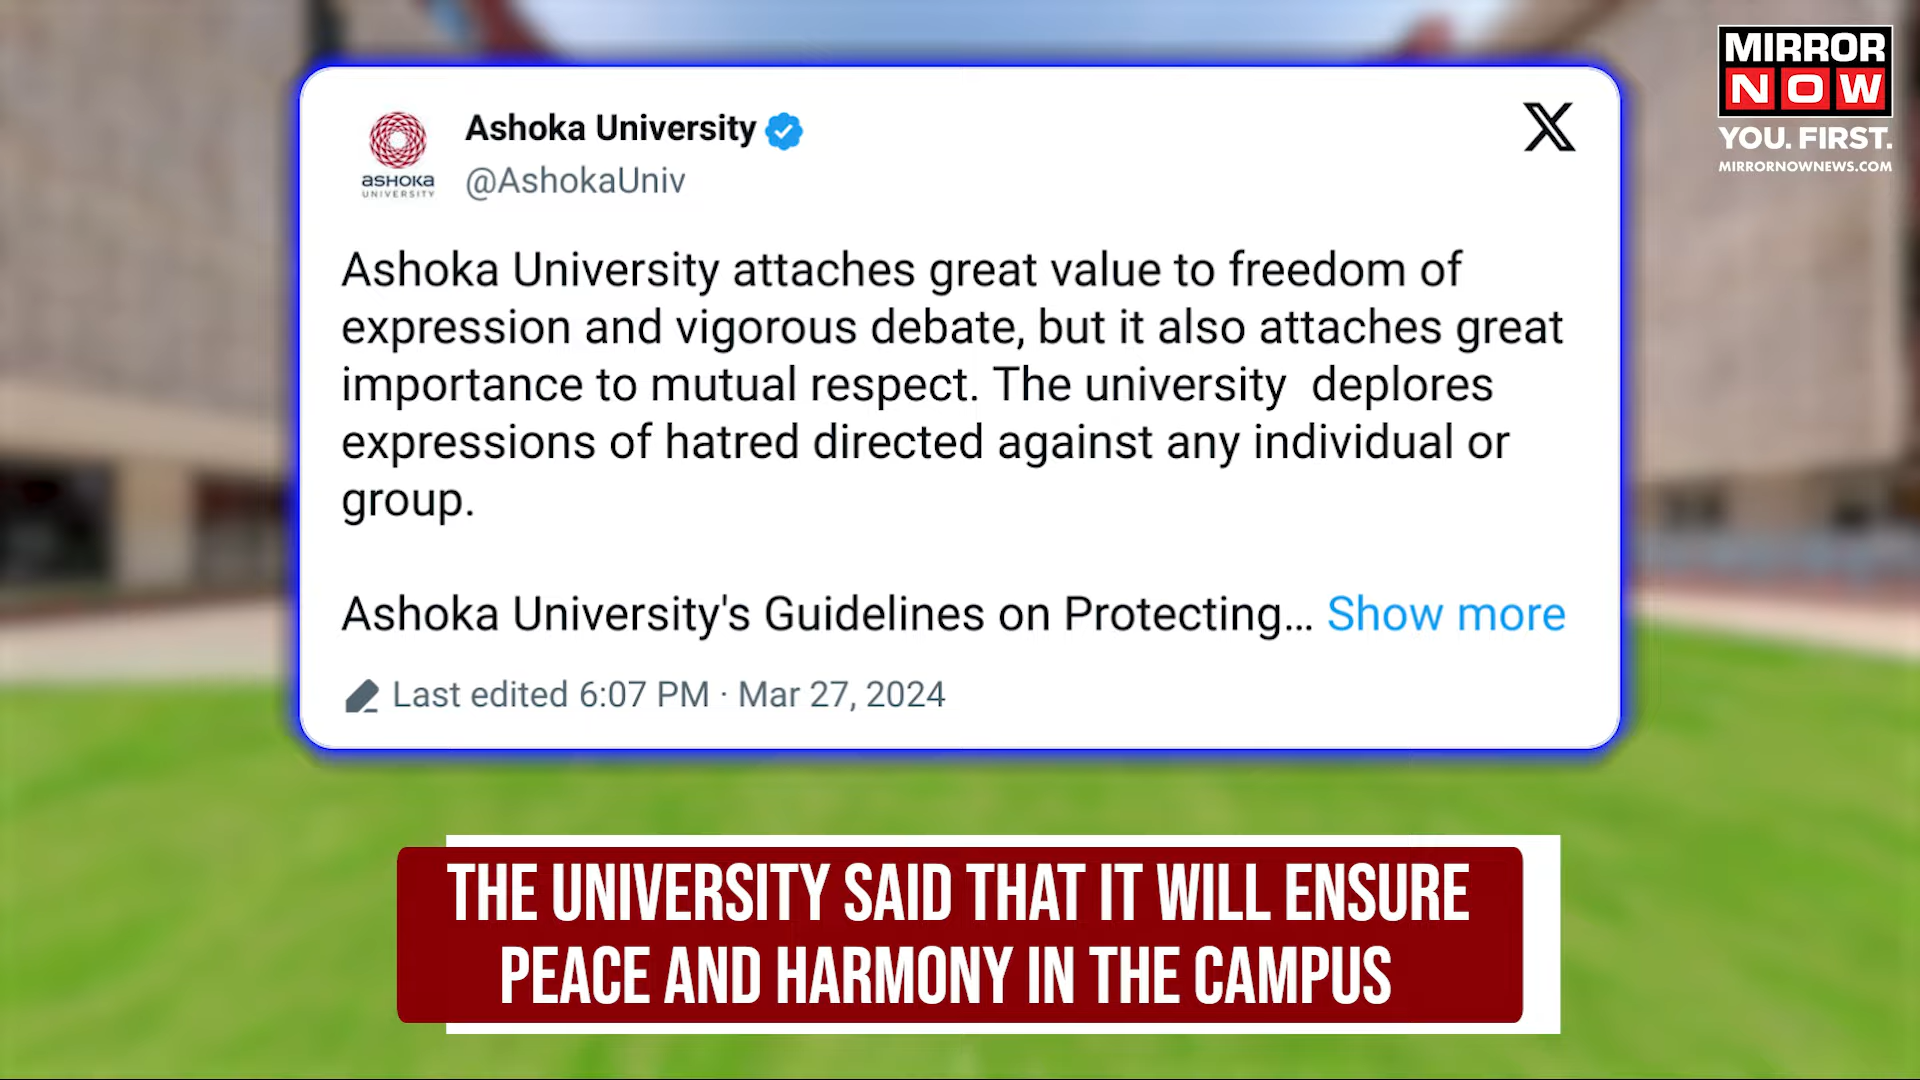 MIRROR
NOW
YOU. FIRST.
MIRRORNOWNEWS.COM
Ashoka University
@AshokaUniv
ASHOKA
UNIVERSITY
Ashoka University attaches great value to freedom of
expression and vigorous debate, but it also attaches great
importance to mutual respect. The university  deplores
expressions of hatred directed against any individual or
group.
Ashoka University's Guidelines on Protecting... Show more
Last edited 6:07 PM · Mar 27, 2024
THE UNIVERSITY SAID THAT IT WILL ENSURE
PEACE AND HARMONY IN THE CAMPUS